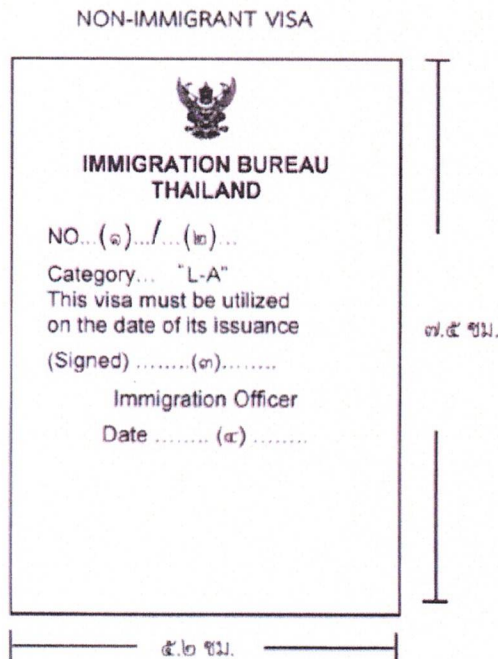 NON-IMMIGRANT VISA
IMMIGRATION BUREAU
THAILAND
NO...(๑).../...(๒)...
Category... "L-A"
This visa must be utilized
on the date of its issuance
(Signed) ........(๓)........
Immigration Officer
Date ........ (๔) ........
๗.๕ ซม.
๕.๒ ซม.